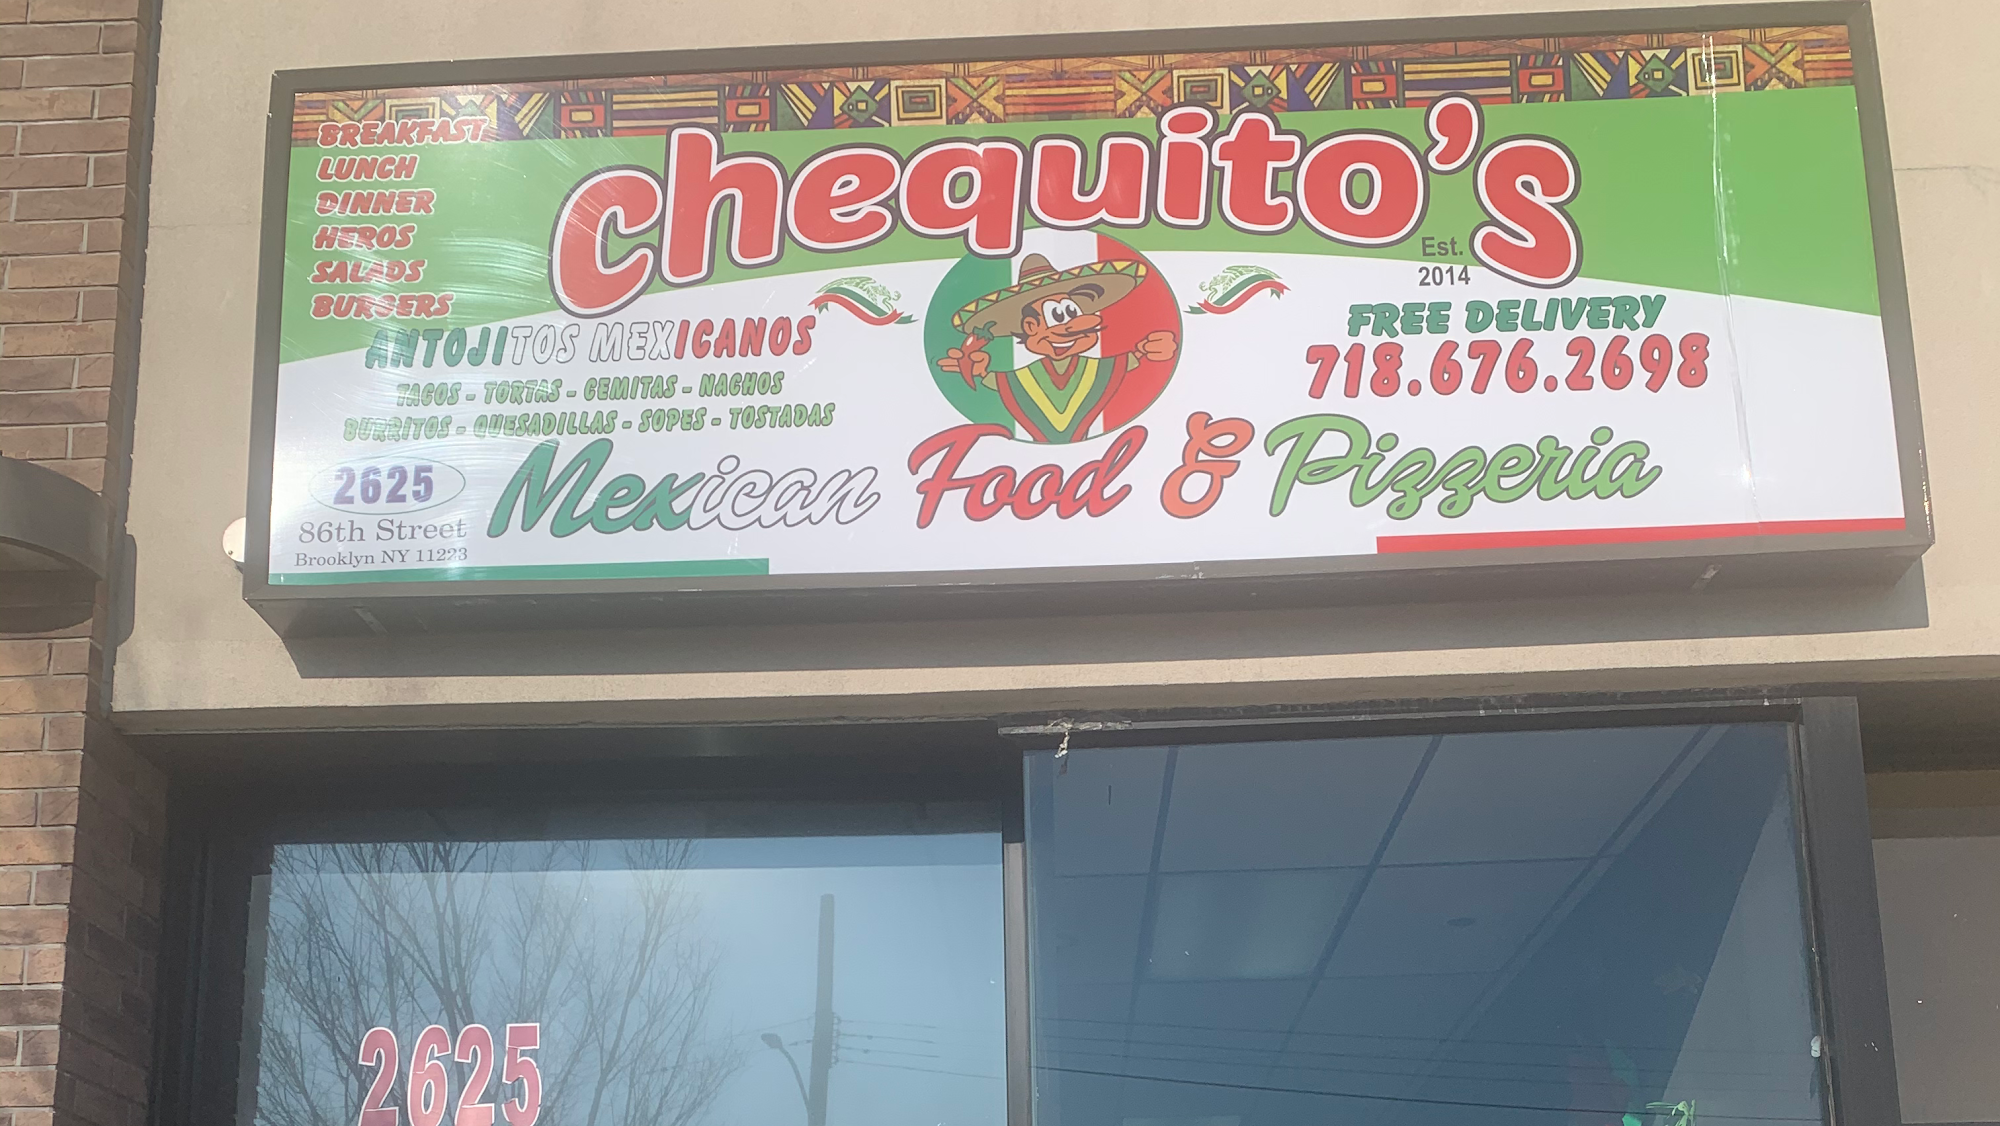 BREAKFAST
LUNCH
DINNER
HEROS
SALADS
BURGERS
chequito's
Est.
2014
ANTOJITOS MEXICANOS
TACOS - TORTAS - CEMITAS - NACHOS
BURRITOS - QUESADILLAS - SOPES - TOSTADAS
FREE DELIVERY
718.676.2698
Mexican Food & Pizzeria
2625
86th Street
Brooklyn NY 11223
2625